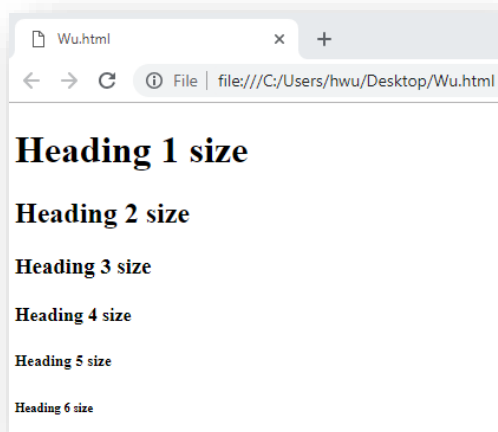 Wu.html
File file:///C:/Users/hwu/Desktop/Wu.html
Heading 1 size
Heading 2 size
Heading 3 size
Heading 4 size
Heading 5 size
Heading 6 size